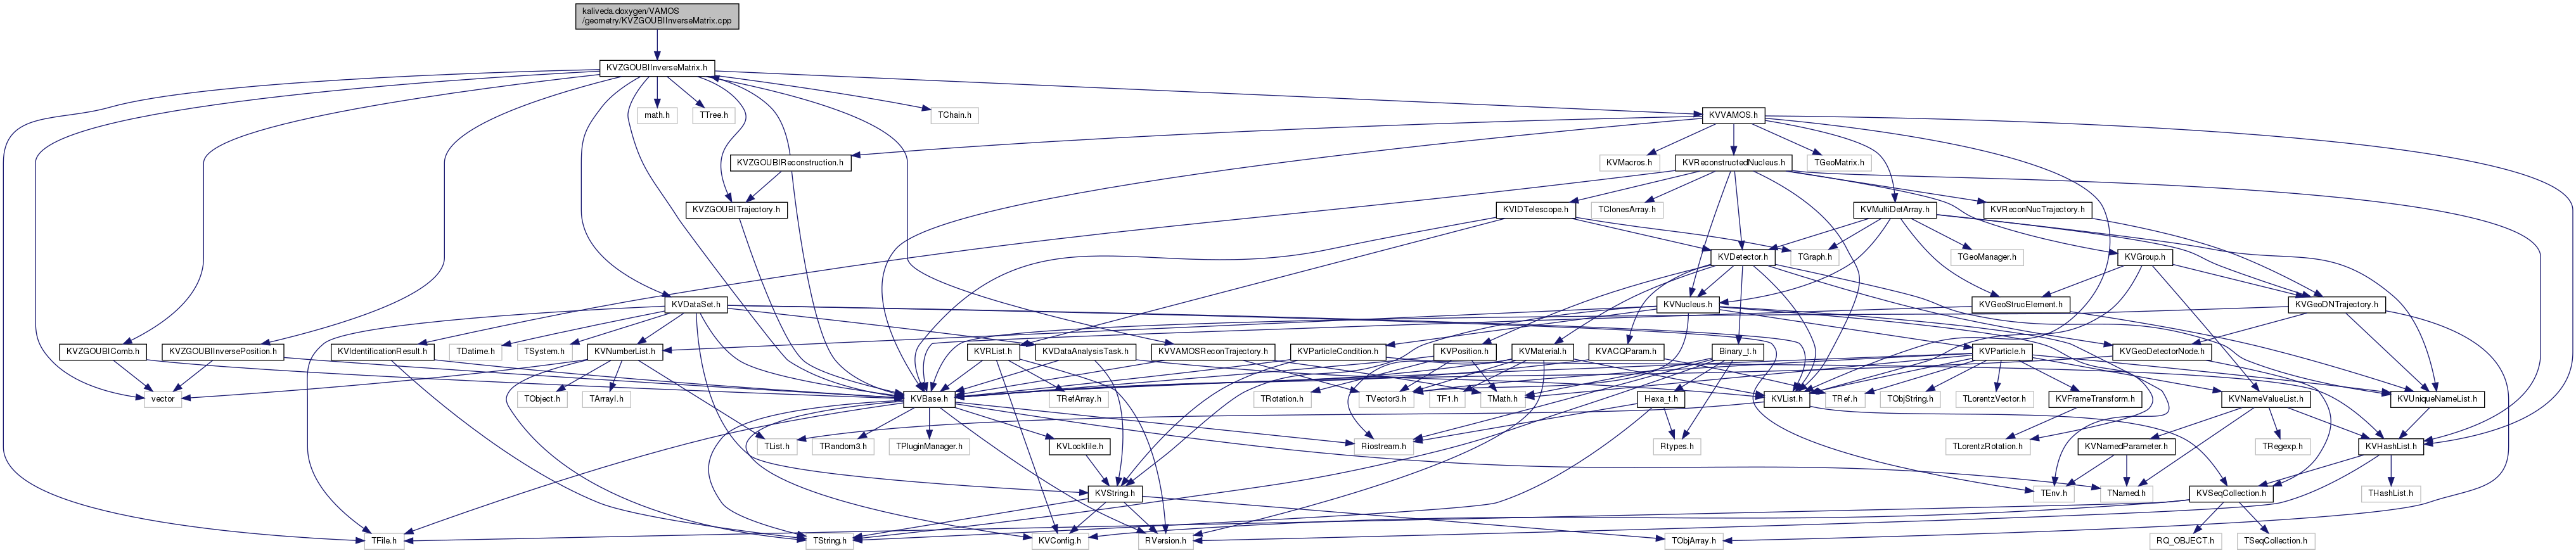 kaliveda.doxygen/VAMOS
/geometry/KVZGOUBIInverseMatrix.cpp
KVZGOUBIInverseMatrix.h
math.h
TTree.h
TChain.h
KVVAMOS.h
KVZGOUBIReconstruction.h
KVMacros.h
KVReconstructedNucleus.h
TGeoMatrix.h
KVZGOUBITrajectory.h
KVIDTelescope.h
TClonesArray.h
KVMultiDetArray.h
KVReconNucTrajectory.h
KVDetector.h
TGraph.h
TGeoManager.h
KVGroup.h
KVDataSet.h
KVNucleus.h
KVGeoStrucElement.h
KVGeoDNTrajectory.h
KVZGOUBIComb.h
KVZGOUBIInversePosition.h
KVIdentificationResult.h
TDatime.h
TSystem.h
KVNumberList.h
KVRList.h
KVDataAnalysisTask.h
KVVAMOSReconTrajectory.h
KVParticleCondition.h
KVPosition.h
KVMaterial.h
KVACQParam.h
Binary_t.h
KVParticle.h
KVGeoDetectorNode.h
vector
TObject.h
TArrayI.h
KVBase.h
TRefArray.h
TRotation.h
TVector3.h
TF1.h
TMath.h
KVList.h
TRef.h
Hexa_t.h
TObjString.h
TLorentzVector.h
KVFrameTransform.h
KVNameValueList.h
KVUniqueNameList.h
TList.h
TRandom3.h
TPluginManager.h
KVLockfile.h
Riostream.h
Rtypes.h
TLorentzRotation.h
KVNamedParameter.h
TRegexp.h
KVHashList.h
KVString.h
TEnv.h
TNamed.h
KVSeqCollection.h
THashList.h
TFile.h
TString.h
KVConfig.h
RVersion.h
TObjArray.h
RQ_OBJECT.h
TSeqCollection.h